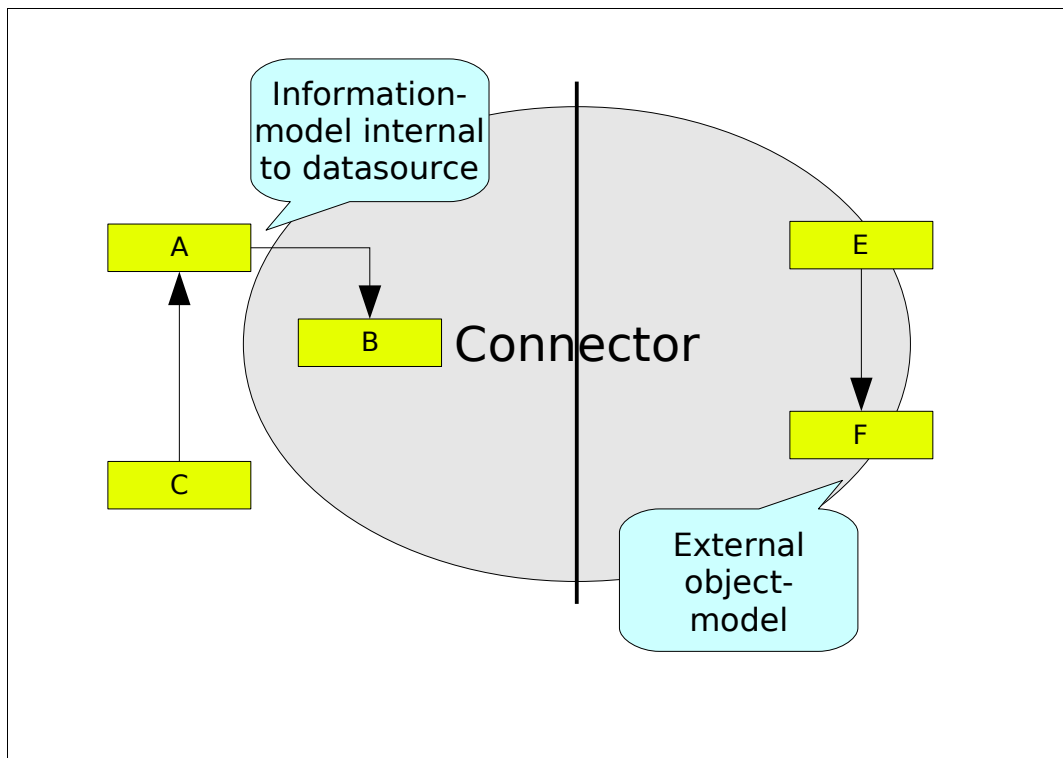 Information-
model internal
to datasource
A
E
B
Connector
F
C
External
object-
model